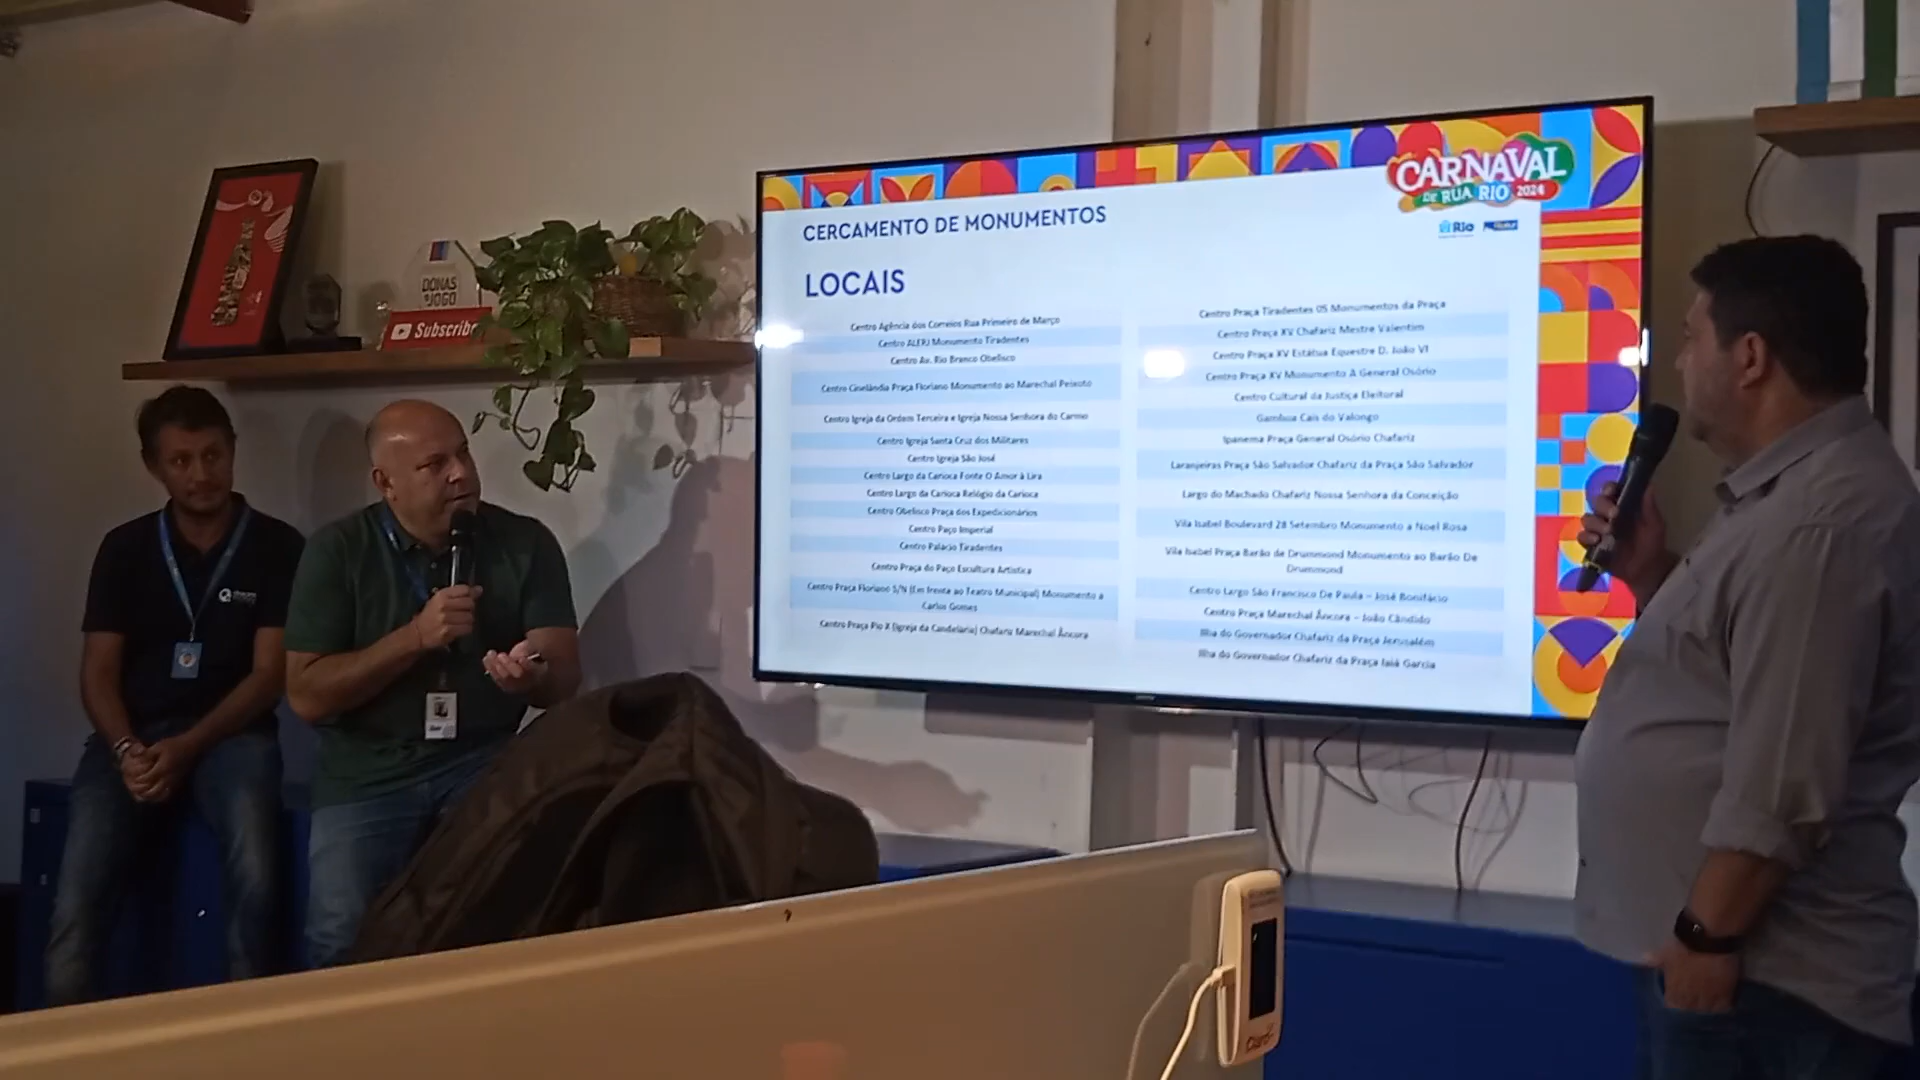 DONAS
DO JOGO
Subscribe
CARNAVAL
DE RUA RIO 2024
Rio
CERCAMENTO DE MONUMENTOS
LOCAIS
Centro Agência dos Correios Rua Primeiro de Março
Centro ALERJ Monumento Tiradentes
Centro Av. Rio Branco Obelisco
Centro Cinelândia Praça Floriano Monumento ao Marechal Peixoto
Centro Igreja da Ordem Terceira e Igreja Nossa Senhora do Carmo
Centro Igreja Santa Cruz dos Militares
Centro Igreja São José
Centro Largo da Carioca Fonte O Amor à Lira
Centro Largo da Carioca Relógio da Carioca
Centro Obelisco Praça dos Expedicionários
Centro Paço Imperial
Centro Palácio Tiradentes
Centro Praça do Paço Escultura Artística
Centro Praça Floriano S/N (Em frente ao Teatro Municipal) Monumento a
Carlos Gomes
Centro Praça Pio X (Igreja da Candelária) Chafariz Marechal Âncora
Centro Praça Tiradentes 05 Monumentos da Praça
Centro Praça XV Chafariz Mestre Valentim
Centro Praça XV Estátua Equestre D. João VI
Centro Praça XV Monumento A General Osório
Centro Cultural da Justiça Eleitoral
Gamboa Cais do Valongo
Ipanema Praça General Osório Chafariz
Laranjeiras Praça São Salvador Chafariz da Praça São Salvador
Largo do Machado Chafariz Nossa Senhora da Conceição
Vila Isabel Boulevard 28 Setembro Monumento a Noel Rosa
Vila Isabel Praça Barão de Drummond Monumento ao Barão De
Drummond
Centro Largo São Francisco De Paula – José Bonifácio
Centro Praça Marechal Âncora – João Cândido
Ilha do Governador Chafariz da Praça Jerusalém
Ilha do Governador Chafariz da Praça Iaiá Garcia
Claro